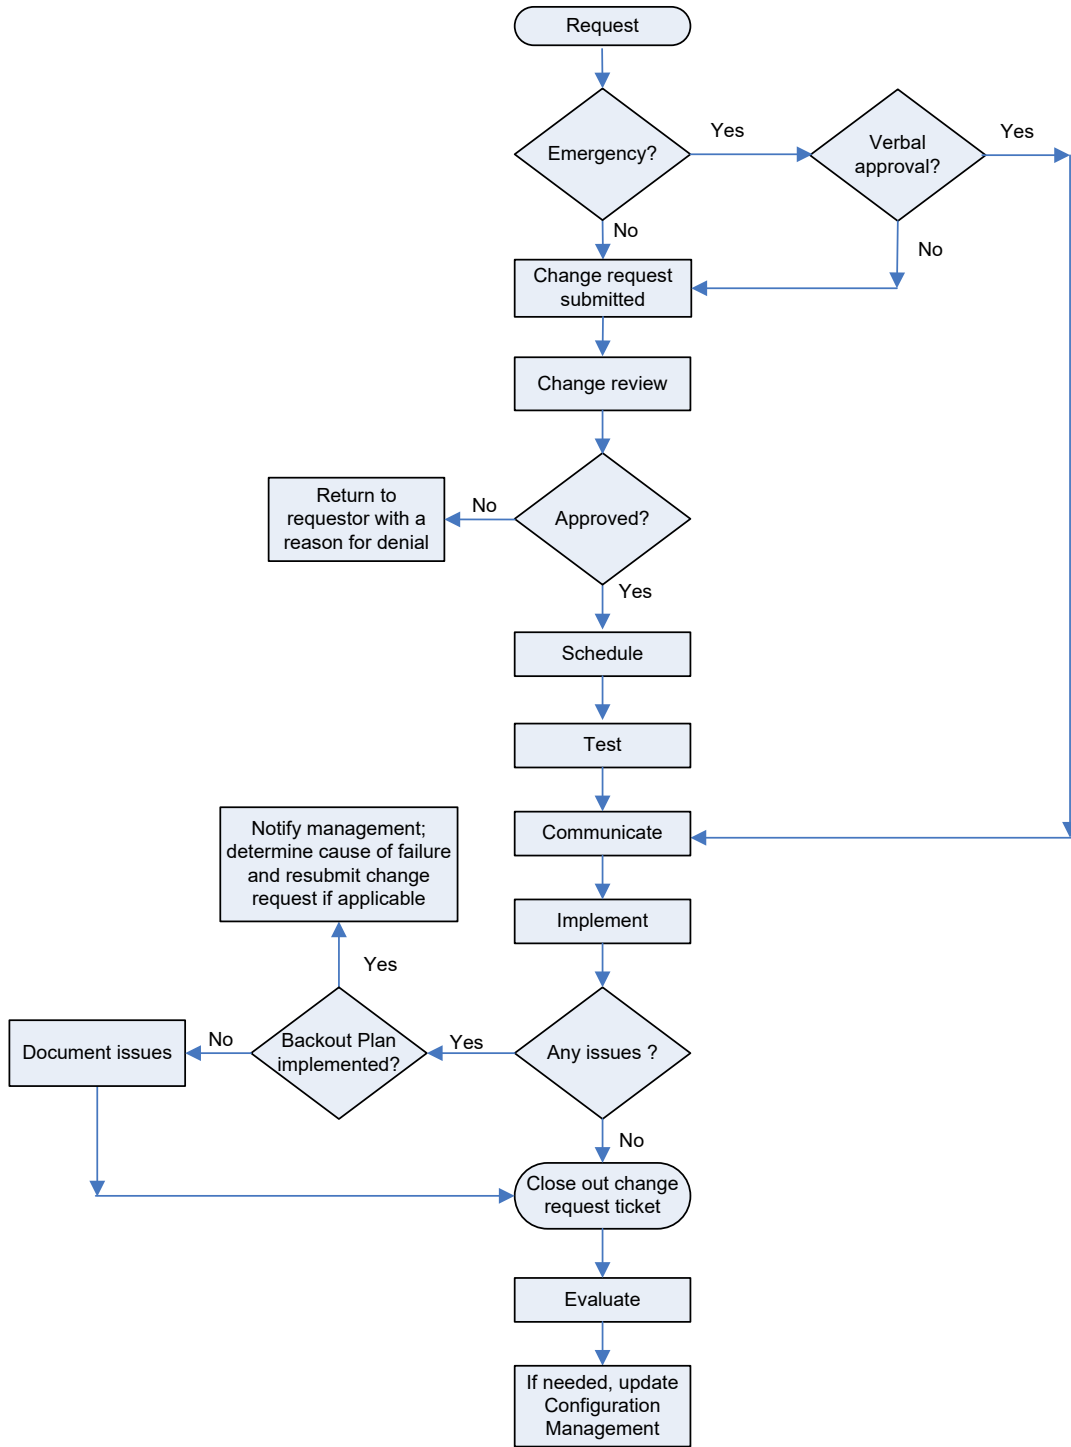 Request
Emergency?
Yes
Verbal
approval?
Yes
No
No
Change request
submitted
Change review
Approved?
No
Return to
requestor with a
reason for denial
Yes
Schedule
Test
Communicate
Notify management;
determine cause of failure
and resubmit change
request if applicable
Implement
Yes
Any issues ?
Yes
Backout Plan
implemented?
No
Document issues
No
Close out change
request ticket
Evaluate
If needed, update
Configuration
Management